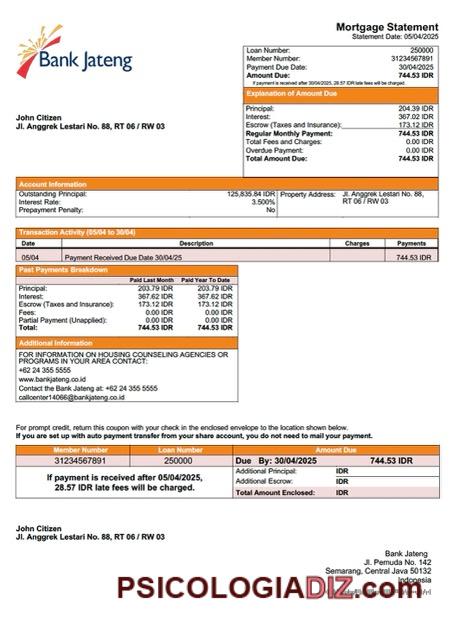 Bank Jateng
Mortgage Statement
Statement Date: 05/04/2025
Loan Number: 250000
Member Number: 31234567891
Payment Due Date: 30/04/2025
Amount Due: 744.53 IDR
If payment is received after 30/04/2025, 28.57 IDR late fees will be charged.
Explanation of Amount Due
Principal: 204.39 IDR
Interest: 367.02 IDR
Escrow (Taxes and Insurance): 173.12 IDR
Regular Monthly Payment: 744.53 IDR
Total Fees and Charges: 0.00 IDR
Overdue Payment: 0.00 IDR
Total Amount Due: 744.53 IDR
John Citizen
Jl. Anggrek Lestari No. 88, RT 06 / RW 03
Account Information
Outstanding Principal: 125,835.84 IDR Property Address: Jl. Anggrek Lestari No. 88,
Interest Rate: 3.500% RT 06 / RW 03
Prepayment Penalty: No
Transaction Activity (05/04 to 30/04)
Date Description Charges Payments
05/04 Payment Received Due Date 30/04/25 744.53 IDR
Past Payments Breakdown
Paid Last Month Paid Year To Date
Principal: 203.79 IDR 203.79 IDR
Interest: 367.62 IDR 367.62 IDR
Escrow (Taxes and Insurance): 173.12 IDR 173.12 IDR
Fees: 0.00 IDR 0.00 IDR
Partial Payment (Unapplied): 0.00 IDR 0.00 IDR
Total: 744.53 IDR 744.53 IDR
Additional Information
FOR INFORMATION ON HOUSING COUNSELING AGENCIES OR
PROGRAMS IN YOUR AREA CONTACT:
+62 24 355 5555
www.bankjateng.co.id
Contact the Bank Jateng at: +62 24 355 5555
callcenter14066@bankjateng.co.id
For prompt credit, return this coupon with your check in the enclosed envelope to the location shown below.
If you are set up with auto payment transfer from your share account, you do not need to mail your payment.
Member Number Loan Number Amount Due
31234567891 250000 Due By: 30/04/2025 744.53 IDR
If payment is received after 05/04/2025,
28.57 IDR late fees will be charged.
Additional Principal: IDR
Additional Escrow: IDR
Total Amount Enclosed: IDR
John Citizen
Jl. Anggrek Lestari No. 88, RT 06 / RW 03
Bank Jateng
Jl. Pemuda No. 142
Semarang, Central Java 50132
Indonesia
PSICOLOGIADIZ.com